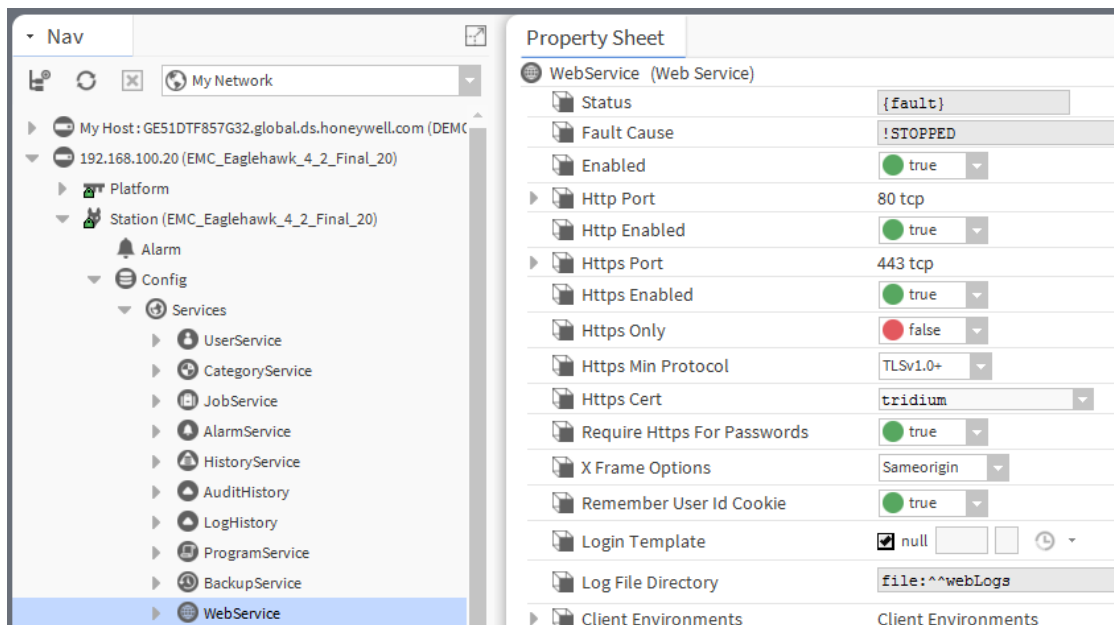 Nav
My Network
My Host : GE51DTF857G32.global.ds.honeywell.com (DEMO
192.168.100.20 (EMC_Eaglehawk_4_2_Final_20)
Platform
Station (EMC_Eaglehawk_4_2_Final_20)
Alarm
Config
Services
UserService
CategoryService
JobService
AlarmService
HistoryService
AuditHistory
LogHistory
ProgramService
BackupService
WebService
Property Sheet
WebService (Web Service)
Status {fault}
Fault Cause !STOPPED
Enabled true
Http Port 80 tcp
Http Enabled true
Https Port 443 tcp
Https Enabled true
Https Only false
Https Min Protocol TLSv1.0+
Https Cert tridium
Require Https For Passwords true
X Frame Options Sameorigin
Remember User Id Cookie true
Login Template null
Log File Directory file:^^webLogs
Client Environments Client Environments